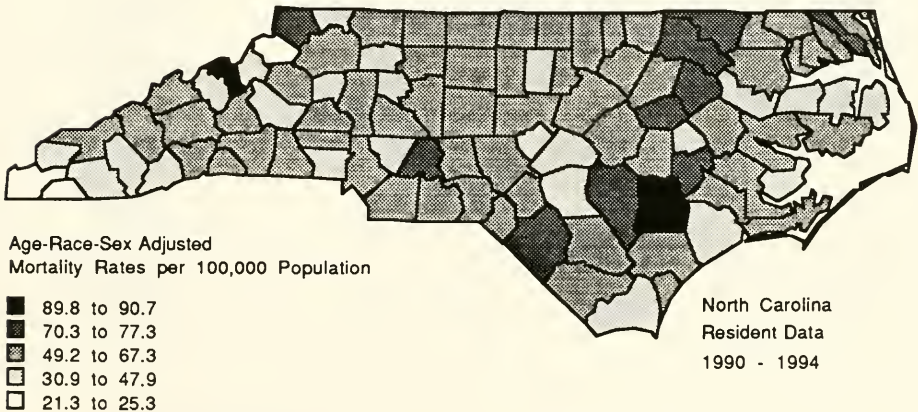 Age-Race-Sex Adjusted
Mortality Rates per 100,000 Population
89.8 to 90.7
70.3 to 77.3
49.2 to 67.3
30.9 to 47.9
21.3 to 25.3
North Carolina
Resident Data
1990 - 1994